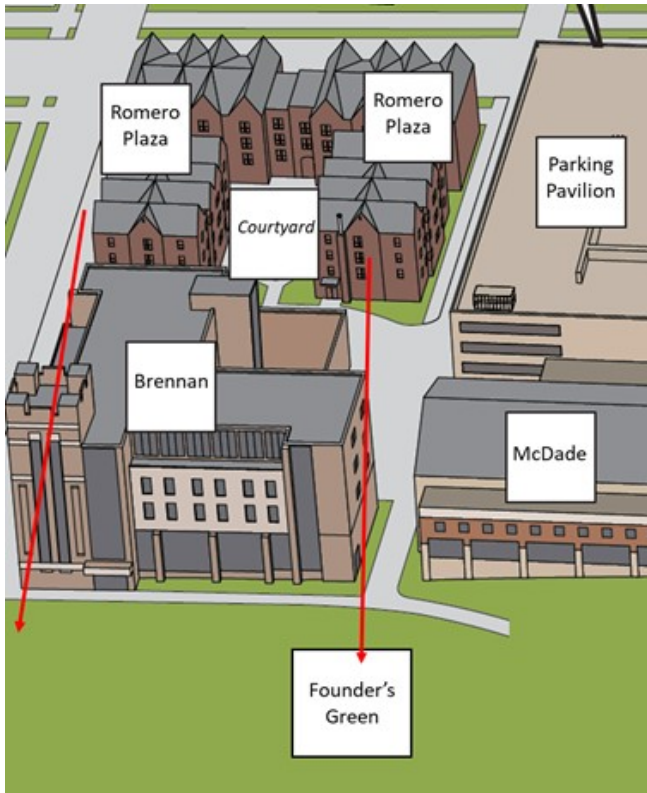 Romero
Plaza
Romero
Plaza
Parking
Pavilion
Courtyard
Brennan
McDade
Founder's
Green